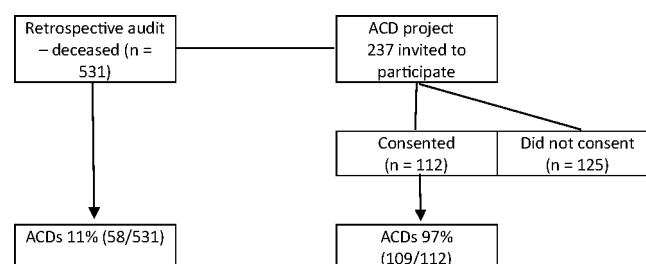 Retrospective audit
– deceased (n =
531)
ACD project
237 invited to
participate
Consented
(n = 112)
Did not consent
(n = 125)
ACDs 11% (58/531)
ACDs 97%
(109/112)